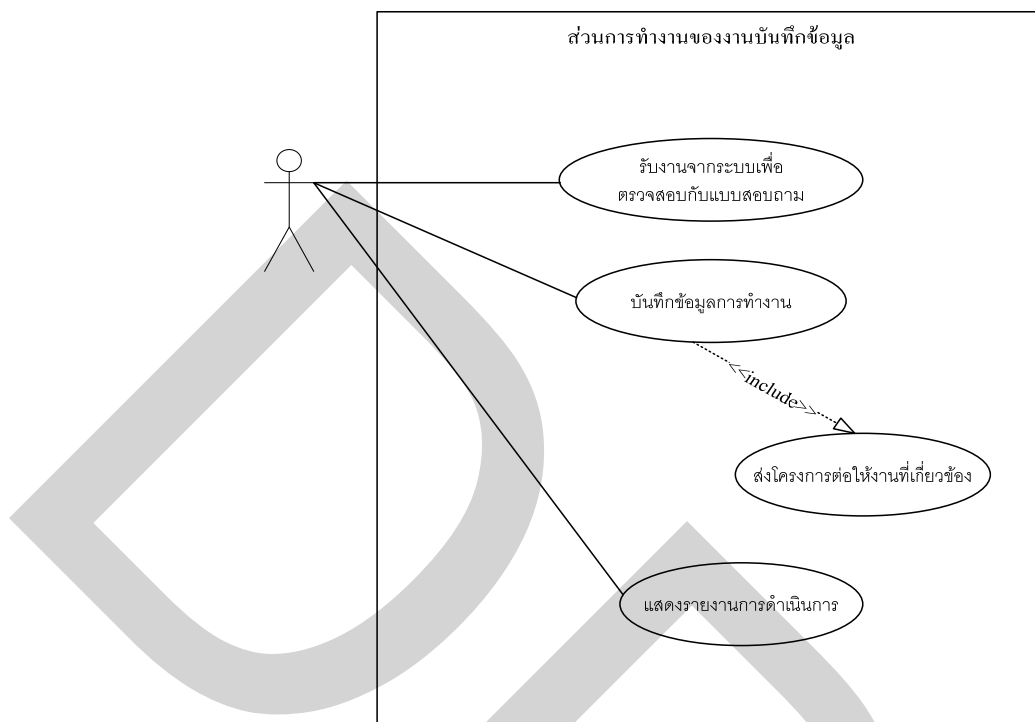 ส่วนการทำงานของงานบันทึกข้อมูล
รับงานจากระบบเพื่อ
ตรวจสอบกับแบบสอบถาม
บันทึกข้อมูลการทำงาน
<<include>>
ส่งโครงการต่อให้งานที่เกี่ยวข้อง
แสดงรายงานการดำเนินการ